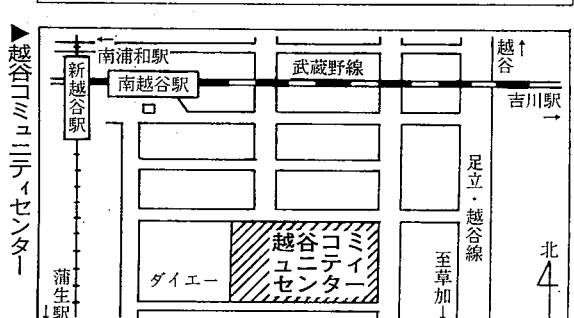 ▶越谷コミュニティセンター
←
南浦和駅
新越谷駅
南越谷駅
武蔵野線
越谷↑
吉川駅
→
足立・越谷線
越谷コミ
ュニティ
センター
ダイエー
至草加↓
北
蒲生駅
↓